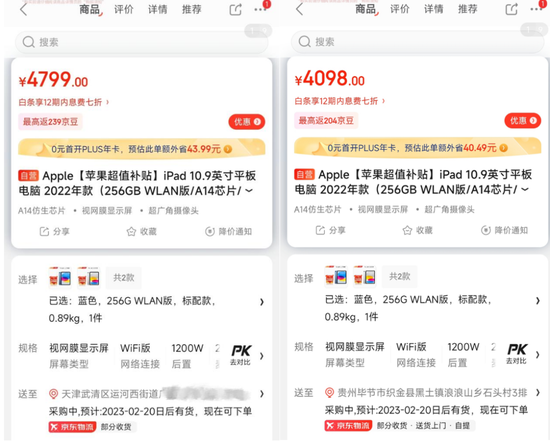 商品 评价 详情 推荐
搜索
¥4799.00
白条享12期内息费七折 ›
最高返239京豆
优惠
0元首开PLUS年卡，预估此单额外省43.99元 ›
自营 Apple【苹果超值补贴】iPad 10.9英寸平板
电脑 2022年款（256GB WLAN版/A14芯片/
A14仿生芯片 • 视网膜显示屏 • 超广角摄像头
分享 收藏 降价通知
选择
共2款
已选：蓝色，256G WLAN版，标配款，
0.89kg，1件
规格 视网膜显示屏 WiFi版 1200W 2
屏幕类型 网络连接 后置
PK
去对比
送至 天津武清区运河西街道广
采购中,预计:2023-02-20日后有货，现在可下单
京东物流 部分收货
商品 评价 详情 推荐
搜索
¥4098.00
白条享12期内息费七折 ›
最高返204京豆
优惠
0元首开PLUS年卡，预估此单额外省40.49元 ›
自营 Apple【苹果超值补贴】iPad 10.9英寸平板
电脑 2022年款（256GB WLAN版/A14芯片/
A14仿生芯片 • 视网膜显示屏 • 超广角摄像头
分享 收藏 降价通知
选择
共2款
已选：蓝色，256G WLAN版，标配款，
0.89kg，1件
规格 视网膜显示屏 WiFi版 1200W 2
屏幕类型 网络连接 后置
PK
去对比
送至 贵州毕节市织金县黑土镇浪浪山乡石头村3排
采购中,预计:2023-02-20日后有货，现在可下单
京东物流 部分收货 · 送货上门 · 自提